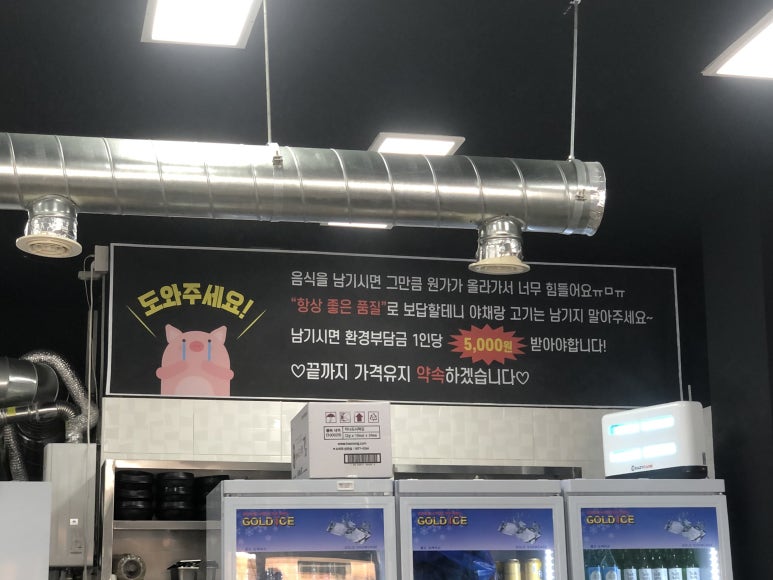 도와주세요!
음식을 남기시면 그만큼 원가가 올라가서 너무 힘들어요ㅠㅁㅠ
"항상 좋은 품질"로 보답할테니 야채랑 고기는 남기지 말아주세요~
남기시면 환경부담금 1인당 5,000원 받아야합니다!
♡끝까지 가격유지 약속하겠습니다♡
GOLD ICE
GOLD ICE
GOLD ICE